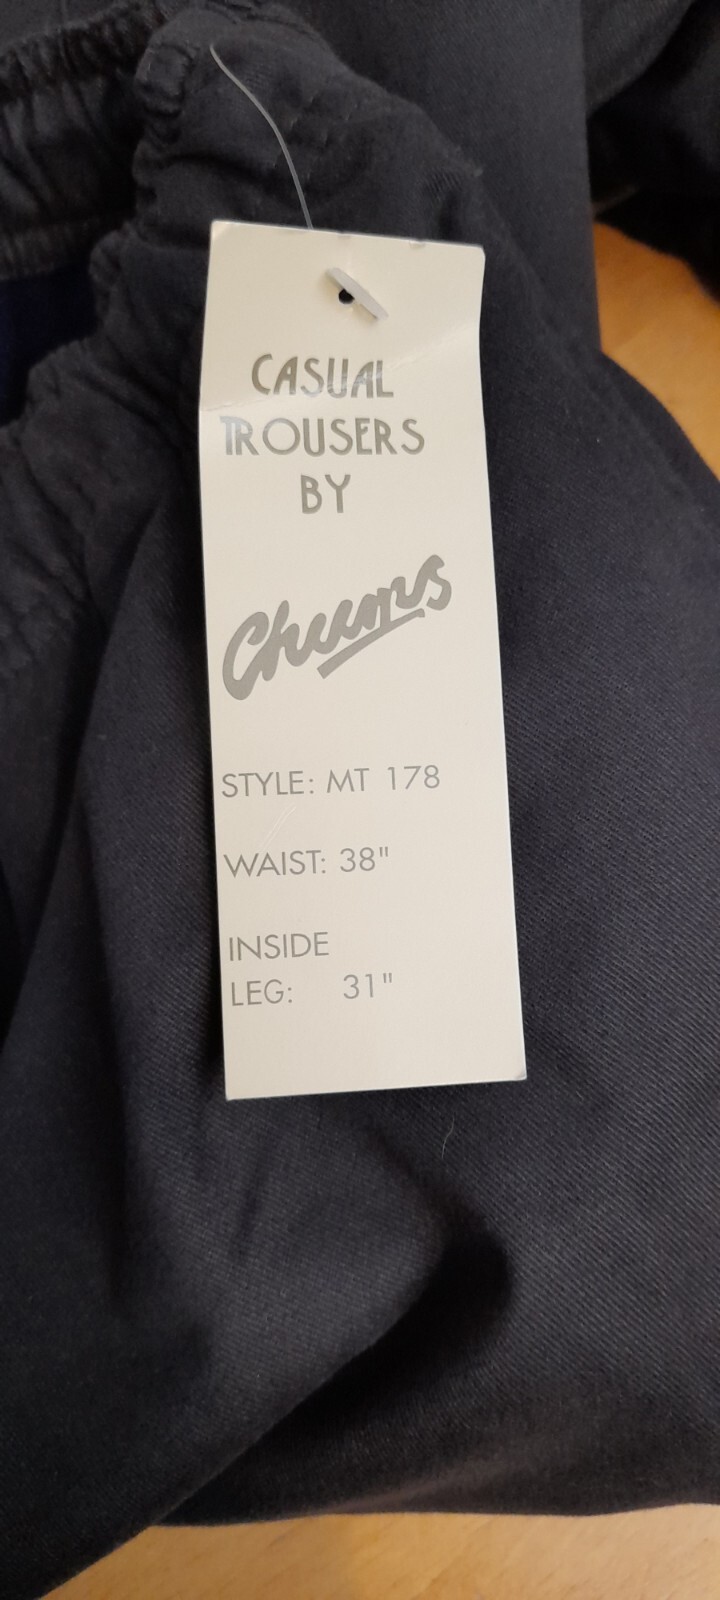 CASUAL
TROUSERS
BY
Chums
STYLE: MT 178
WAIST: 38"
INSIDE
LEG: 31"